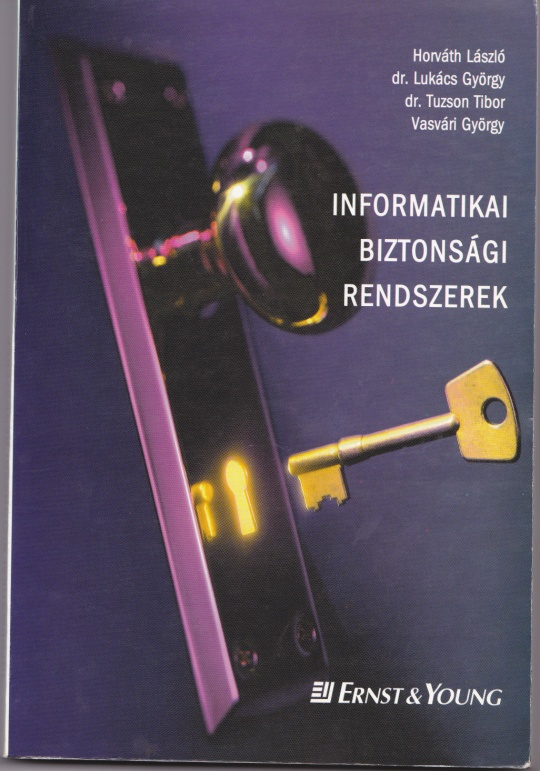 Horváth László
dr. Lukács György
dr. Tuzson Tibor
Vasvári György
INFORMATIKAI
BIZTONSÁGI
RENDSZEREK
ERNST & YOUNG